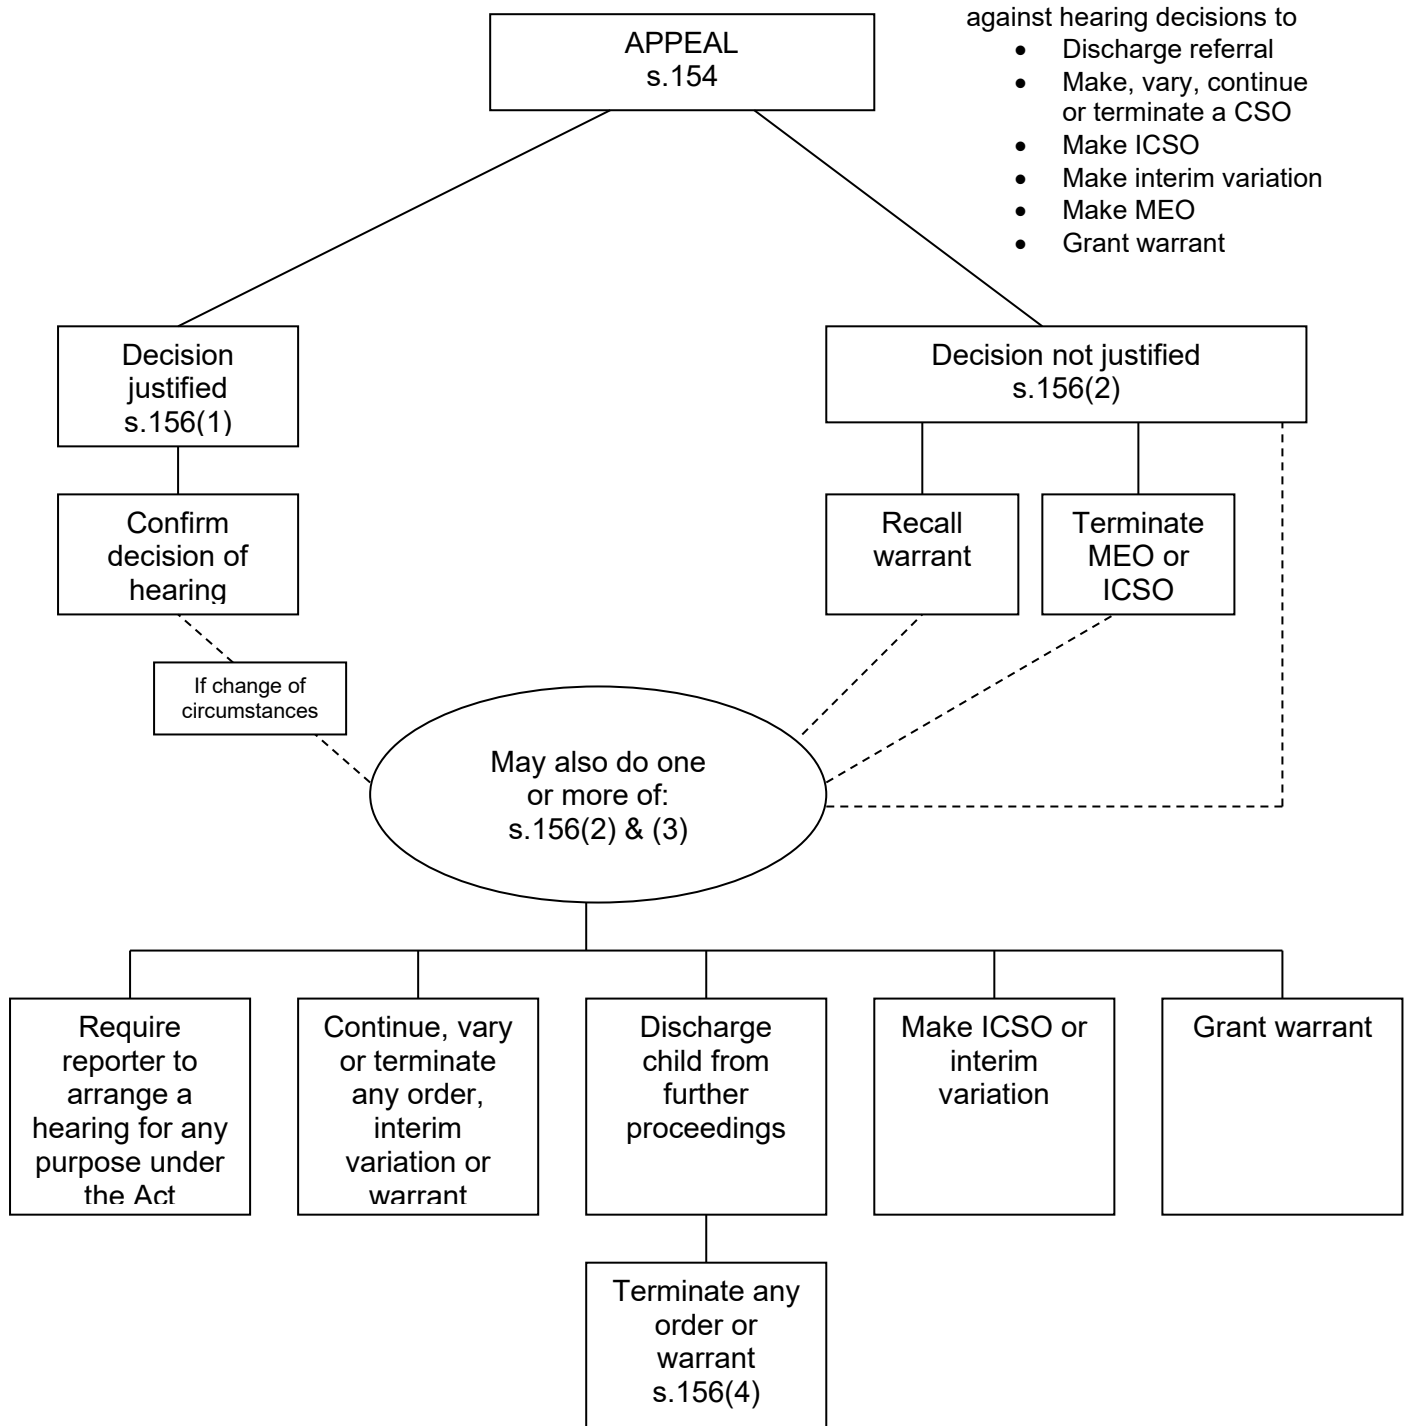 APPEAL
s.154
against hearing decisions to
• Discharge referral
• Make, vary, continue
or terminate a CSO
• Make ICSO
• Make interim variation
• Make MEO
• Grant warrant
Decision
justified
s.156(1)
Decision not justified
s.156(2)
Confirm
decision of
hearing
Recall
warrant
Terminate
MEO or
ICSO
If change of
circumstances
May also do one
or more of:
s.156(2) & (3)
Require
reporter to
arrange a
hearing for any
purpose under
the Act
Continue, vary
or terminate
any order,
interim
variation or
warrant
Discharge
child from
further
proceedings
Make ICSO or
interim
variation
Grant warrant
Terminate any
order or
warrant
s.156(4)